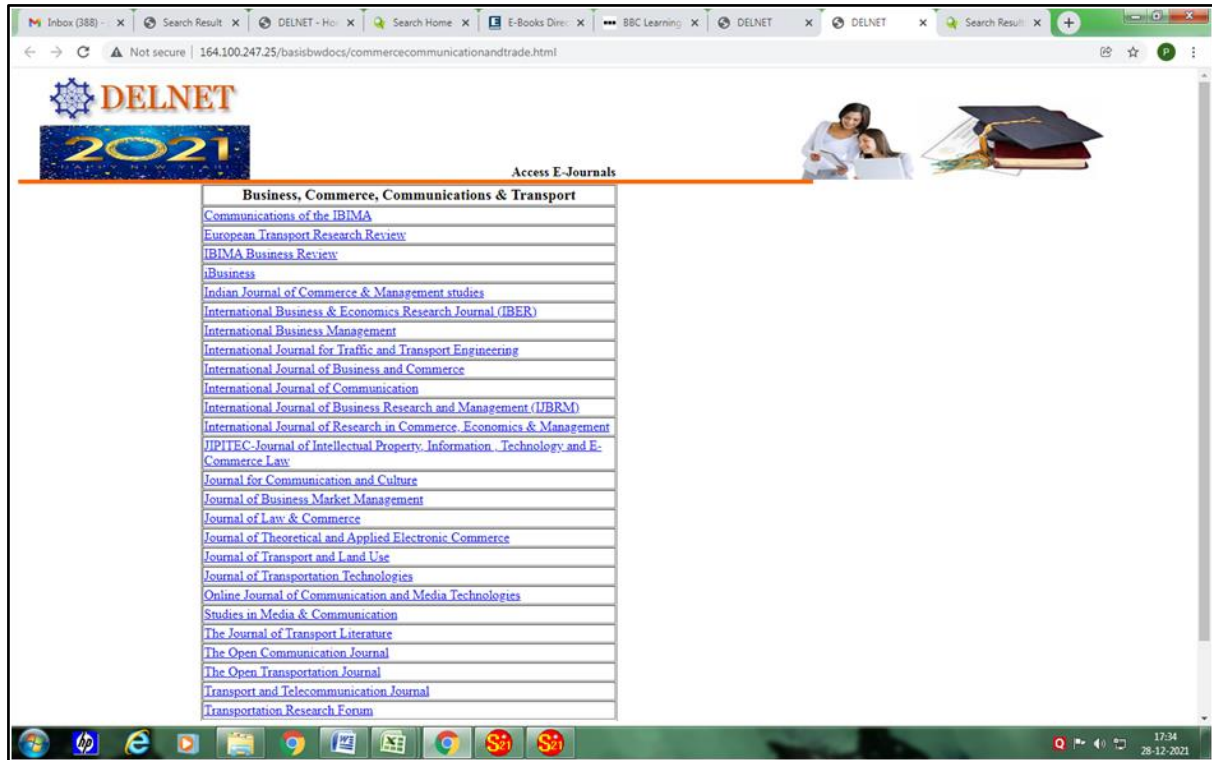 Inbox (388) -
Search Result
DELNET - Ho
Search Home
E-Books Direc
BBC Learning
DELNET
DELNET
Search Resul
Not secure | 164.100.247.25/basisbwdocs/commercecommunicationandtrade.html
P
DELNET
2021
HAPPY NEW YEAR!
Access E-Journals
Business, Commerce, Communications & Transport
Communications of the IBIMA
European Transport Research Review
IBIMA Business Review
iBusiness
Indian Journal of Commerce & Management studies
International Business & Economics Research Journal (IBER)
International Business Management
International Journal for Traffic and Transport Engineering
International Journal of Business and Commerce
International Journal of Communication
International Journal of Business Research and Management (IJBRM)
International Journal of Research in Commerce, Economics & Management
JIPITEC-Journal of Intellectual Property, Information , Technology and E-
Commerce Law
Journal for Communication and Culture
Journal of Business Market Management
Journal of Law & Commerce
Journal of Theoretical and Applied Electronic Commerce
Journal of Transport and Land Use
Journal of Transportation Technologies
Online Journal of Communication and Media Technologies
Studies in Media & Communication
The Journal of Transport Literature
The Open Communication Journal
The Open Transportation Journal
Transport and Telecommunication Journal
Transportation Research Forum
hp
S21
S21
Q
17:34
28-12-2021